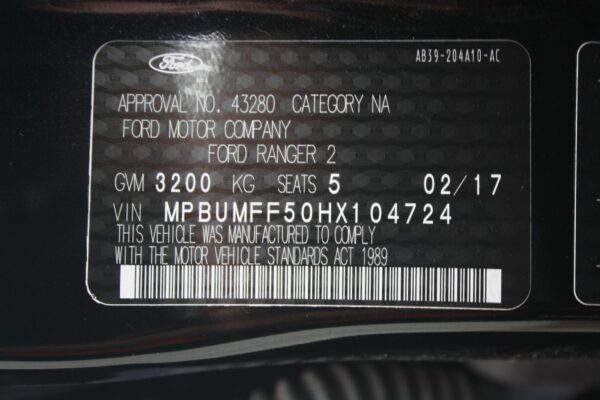 Ford AB39-204A10-AC
APPROVAL NO. 43280 CATEGORY NA
FORD MOTOR COMPANY
FORD RANGER 2
GVM 3200 KG SEATS 5 02/17
VIN MPBUMFF50HX104724
THIS VEHICLE WAS MANUFACTURED TO COMPLY
WITH THE MOTOR VEHICLE STANDARDS ACT 1989